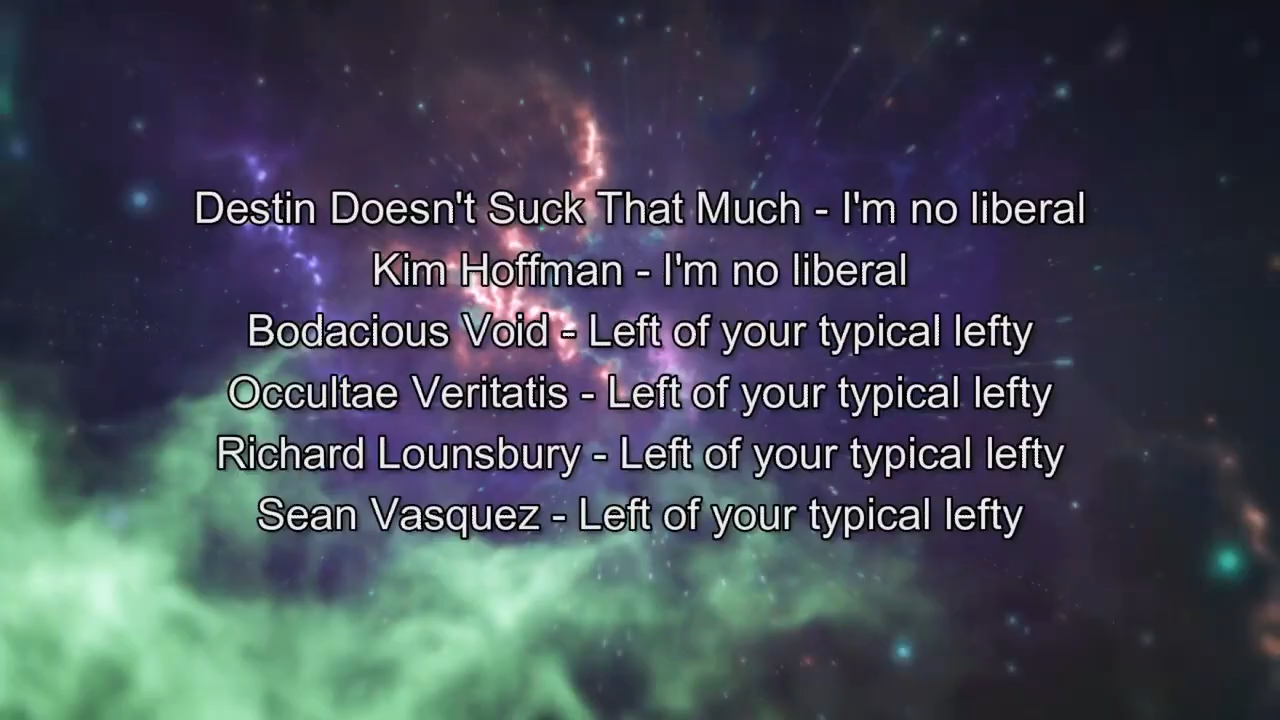 Destin Doesn't Suck That Much - I'm no liberal
Kim Hoffman - I'm no liberal
Bodacious Void - Left of your typical lefty
Occultae Veritatis - Left of your typical lefty
Richard Lounsbury - Left of your typical lefty
Sean Vasquez - Left of your typical lefty